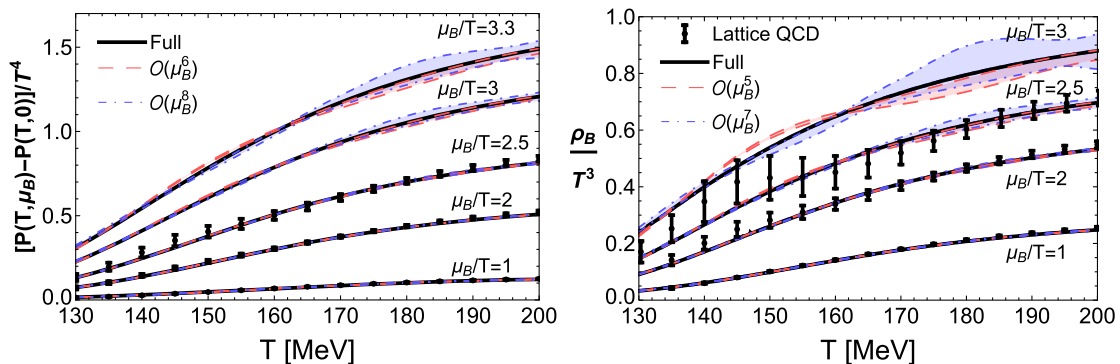 [P(T,μ_B)−P(T,0)]/T^4
1.5
1.0
0.5
0.0
Full
O(μ_B^6)
O(μ_B^8)
μ_B/T=3.3
μ_B/T=3
μ_B/T=2.5
μ_B/T=2
μ_B/T=1
130 140 150 160 170 180 190 200
T [MeV]
ρ_B
T^3
1.0
0.8
0.6
0.4
0.2
0.0
Lattice QCD
Full
O(μ_B^5)
O(μ_B^7)
μ_B/T=3
μ_B/T=2.5
μ_B/T=2
μ_B/T=1
130 140 150 160 170 180 190 200
T [MeV]